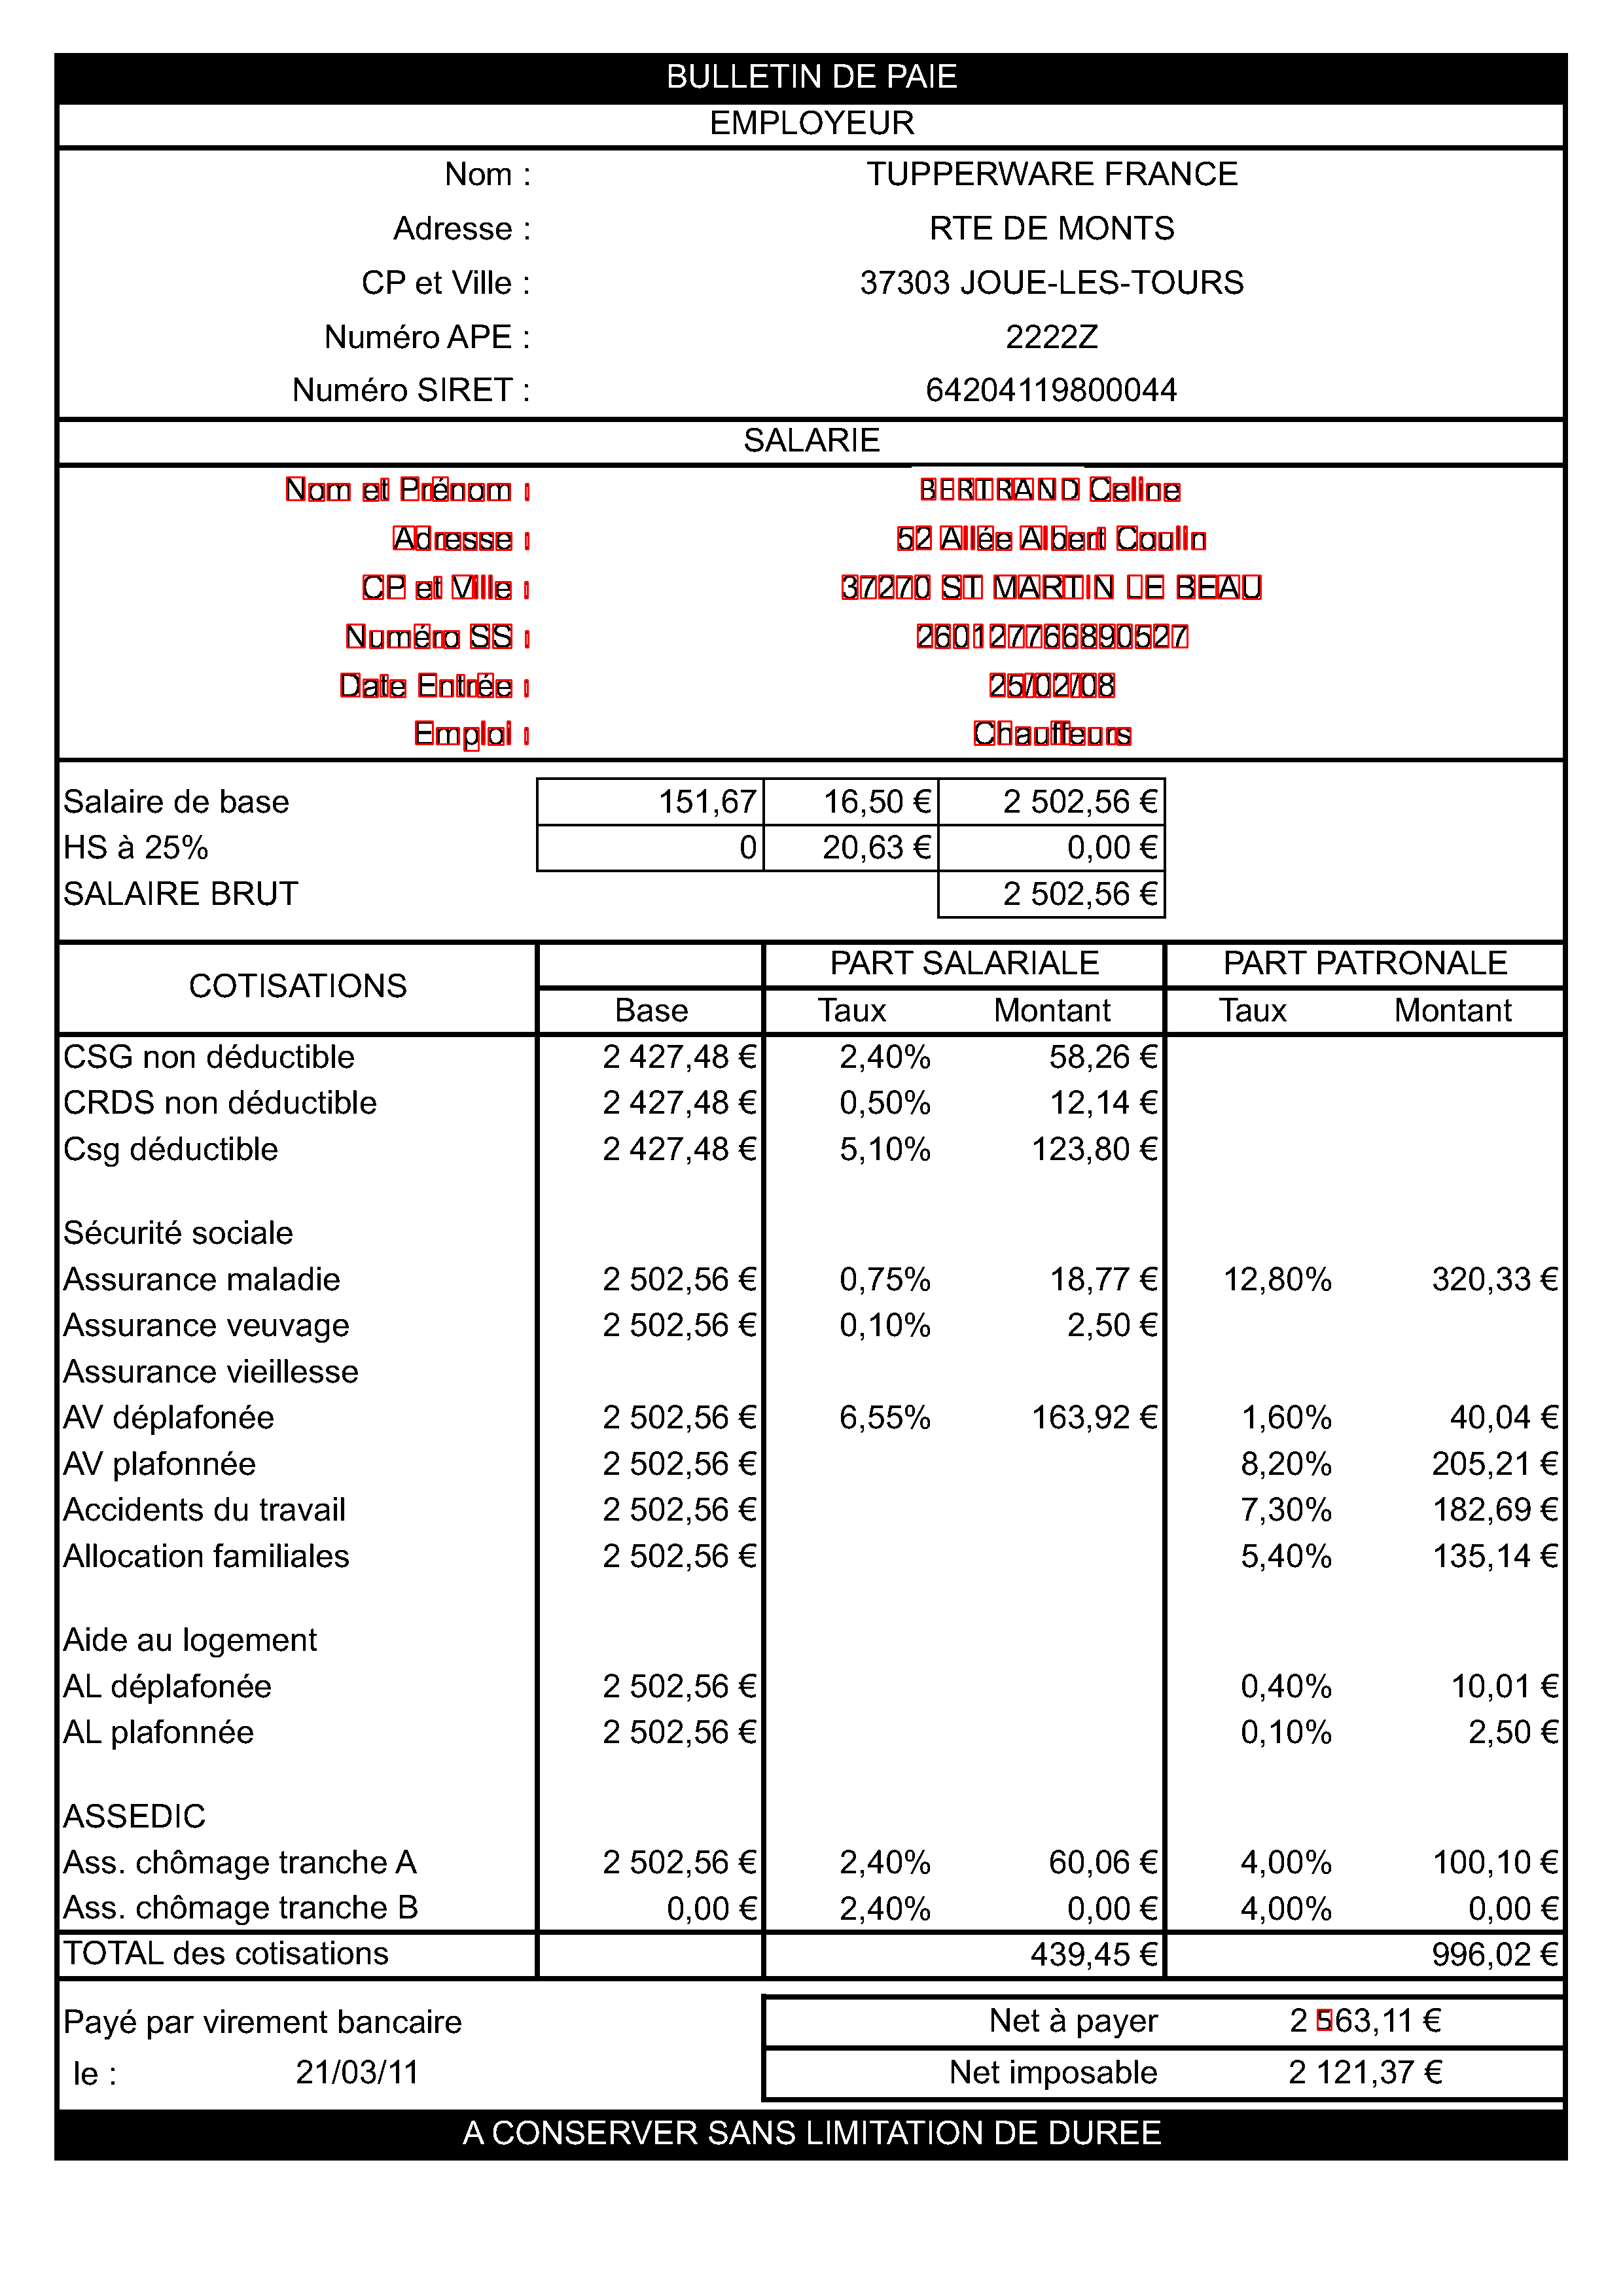 BULLETIN DE PAIE
EMPLOYEUR
Nom : TUPPERWARE FRANCE
Adresse : RTE DE MONTS
CP et Ville : 37303 JOUE-LES-TOURS
Numéro APE : 2222Z
Numéro SIRET : 64204119800044
SALARIE
Nom et Prénom : BERTRAND Celine
Adresse : 52 Allée Albert Coulin
CP et Ville : 37270 ST MARTIN LE BEAU
Numéro SS : 260127766890527
Date Entrée : 25/02/08
Emploi : Chauffeurs
Salaire de base 151,67 16,50 € 2 502,56 €
HS à 25% 0 20,63 € 0,00 €
SALAIRE BRUT 2 502,56 €
COTISATIONS PART SALARIALE PART PATRONALE
Base Taux Montant Taux Montant
CSG non déductible 2 427,48 € 2,40% 58,26 €
CRDS non déductible 2 427,48 € 0,50% 12,14 €
Csg déductible 2 427,48 € 5,10% 123,80 €
Sécurité sociale
Assurance maladie 2 502,56 € 0,75% 18,77 € 12,80% 320,33 €
Assurance veuvage 2 502,56 € 0,10% 2,50 €
Assurance vieillesse
AV déplafonée 2 502,56 € 6,55% 163,92 € 1,60% 40,04 €
AV plafonnée 2 502,56 € 8,20% 205,21 €
Accidents du travail 2 502,56 € 7,30% 182,69 €
Allocation familiales 2 502,56 € 5,40% 135,14 €
Aide au logement
AL déplafonée 2 502,56 € 0,40% 10,01 €
AL plafonnée 2 502,56 € 0,10% 2,50 €
ASSEDIC
Ass. chômage tranche A 2 502,56 € 2,40% 60,06 € 4,00% 100,10 €
Ass. chômage tranche B 0,00 € 2,40% 0,00 € 4,00% 0,00 €
TOTAL des cotisations 439,45 € 996,02 €
Payé par virement bancaire Net à payer 2 563,11 €
le : 21/03/11 Net imposable 2 121,37 €
A CONSERVER SANS LIMITATION DE DUREE